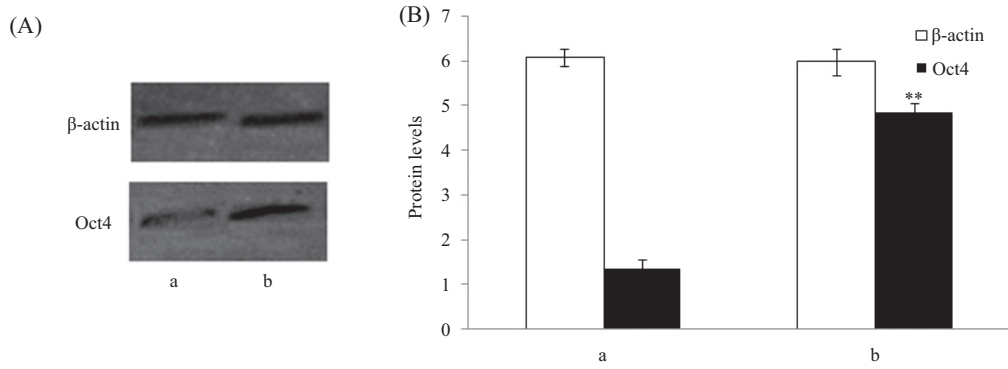 (A)
β-actin
Oct4
a b
(B)
Protein levels
7
6
5
4
3
2
1
0
β-actin
Oct4
**
a b